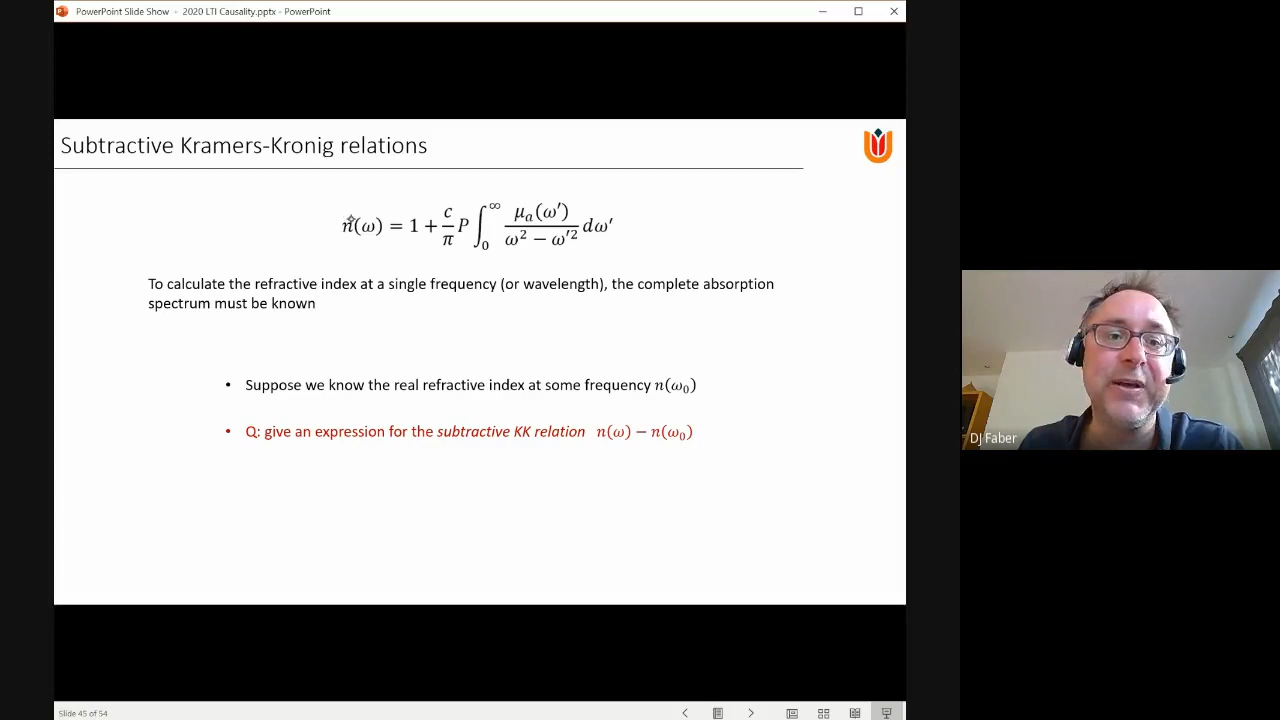 PowerPoint Slide Show - 2020 LTI Causality.pptx - PowerPoint
Subtractive Kramers-Kronig relations
n(ω) = 1 + c/π P ∫₀^∞ μₐ(ω′)/(ω² − ω′²) dω′
To calculate the refractive index at a single frequency (or wavelength), the complete absorption
spectrum must be known
• Suppose we know the real refractive index at some frequency n(ω₀)
• Q: give an expression for the subtractive KK relation n(ω) − n(ω₀)
DJ Faber
Slide 45 of 54